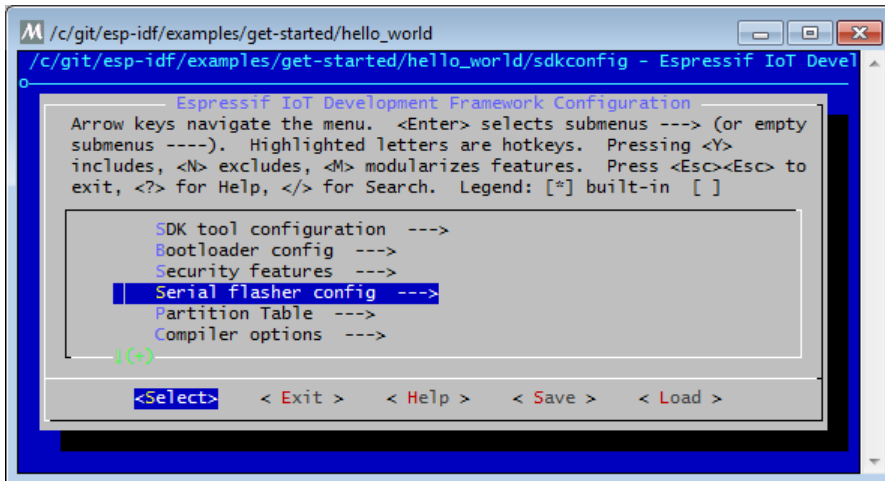 M /c/git/esp-idf/examples/get-started/hello_world
/c/git/esp-idf/examples/get-started/hello_world/sdkconfig - Espressif IoT Devel
o
Espressif IoT Development Framework Configuration
Arrow keys navigate the menu.  <Enter> selects submenus ---> (or empty
submenus ----).  Highlighted letters are hotkeys.  Pressing <Y>
includes, <N> excludes, <M> modularizes features.  Press <Esc><Esc> to
exit, <?> for Help, </> for Search.  Legend: [*] built-in  [ ]
SDK tool configuration  --->
Bootloader config  --->
Security features  --->
Serial flasher config  --->
Partition Table  --->
Compiler options  --->
↓(+)
<Select>    < Exit >    < Help >    < Save >    < Load >